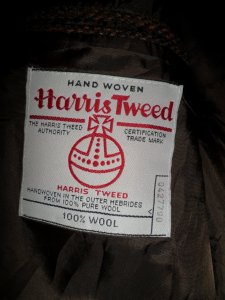 HAND WOVEN
Harris Tweed
THE HARRIS TWEED
AUTHORITY
CERTIFICATION
TRADE MARK
HARRIS TWEED
HANDWOVEN IN THE OUTER HEBRIDES
FROM 100% PURE WOOL
100% WOOL